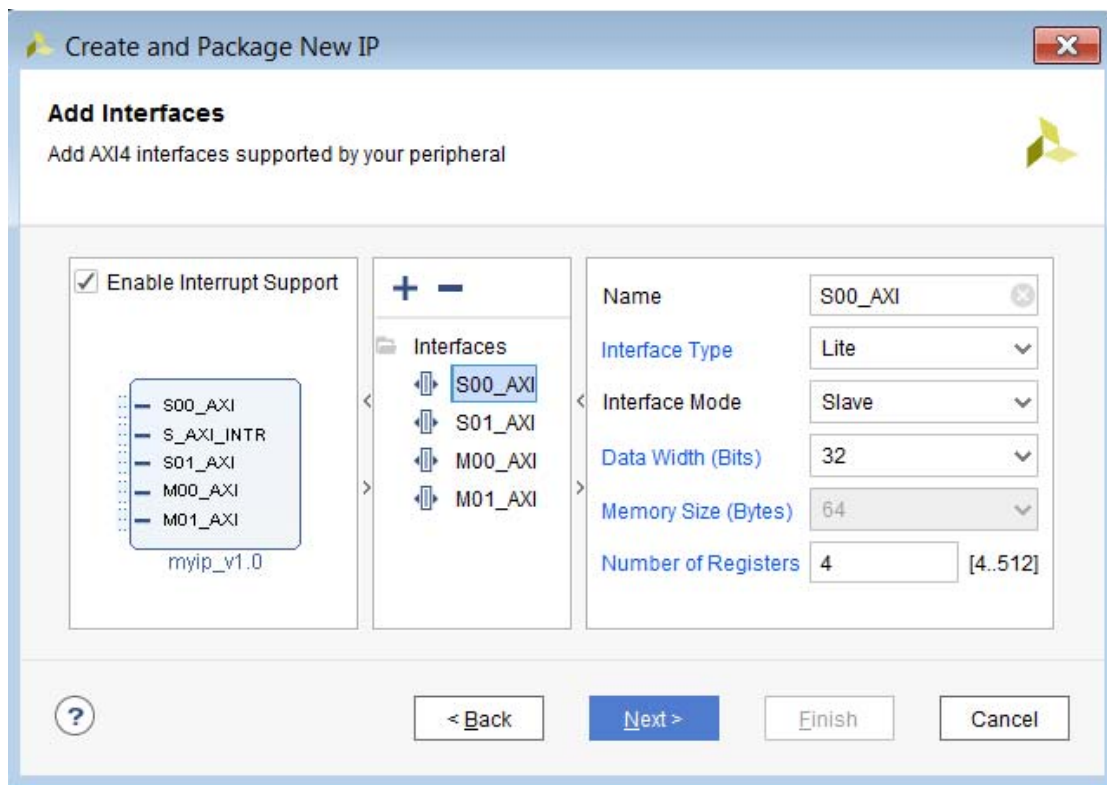 Create and Package New IP
Add Interfaces
Add AXI4 interfaces supported by your peripheral
Enable Interrupt Support
S00_AXI
S_AXI_INTR
S01_AXI
M00_AXI
M01_AXI
myip_v1.0
Interfaces
S00_AXI
S01_AXI
M00_AXI
M01_AXI
Name S00_AXI
Interface Type Lite
Interface Mode Slave
Data Width (Bits) 32
Memory Size (Bytes) 64
Number of Registers 4 [4..512]
? < Back Next > Finish Cancel